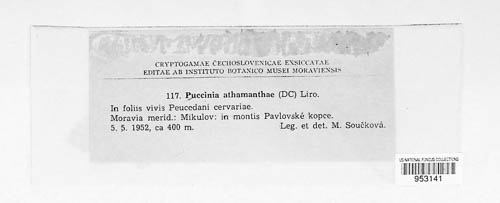 CRYPTOGAMAE ČECHOSLOVENICAE EXSICCATAE
EDITAE AB INSTITUTO BOTANICO MUSEI MORAVIENSIS
117. Puccinia athamanthae (DC) Liro.
In foliis vivis Peucedani cervariae.
Moravia merid.: Mikulov: in montis Pavlovské kopce.
5. 5. 1952, ca 400 m. Leg. et det. M. Součková.
US NATIONAL FUNGUS COLLECTIONS
953141